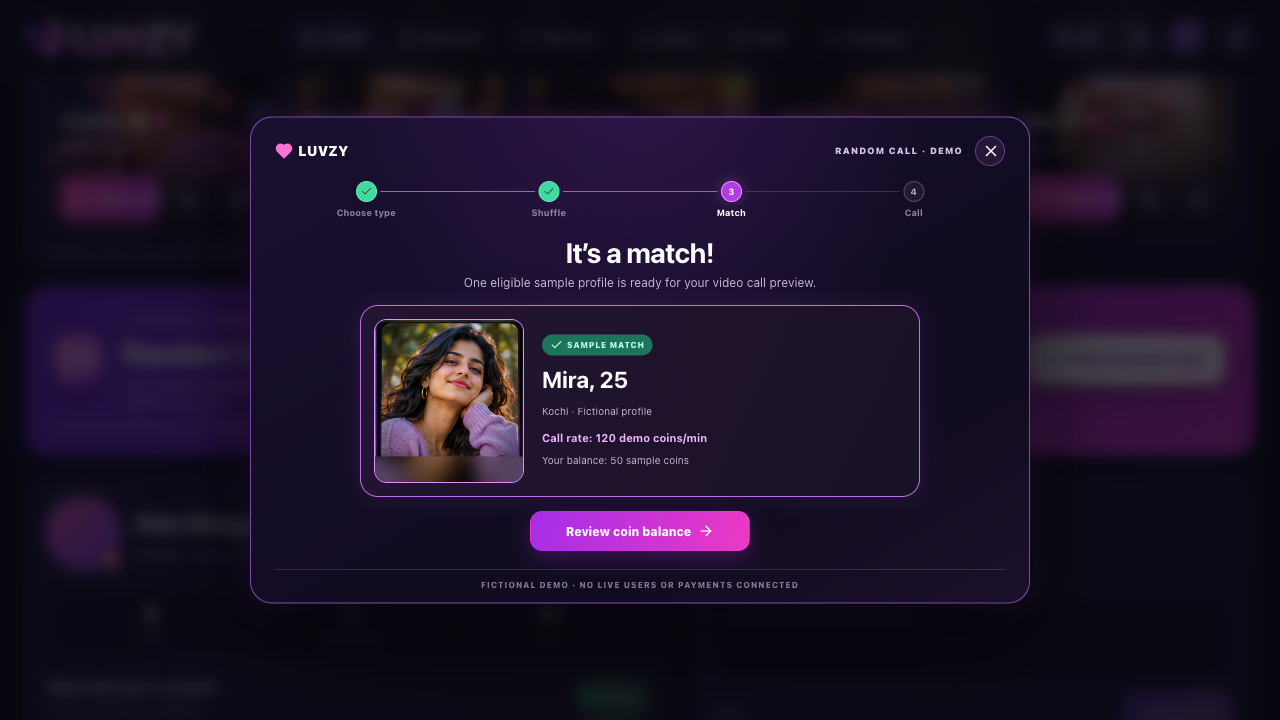 LUVZY
RANDOM CALL · DEMO
3
4
Choose type
Shuffle
Match
Call
It's a match!
One eligible sample profile is ready for your video call preview.
SAMPLE MATCH
Mira, 25
Kochi · Fictional profile
Call rate: 120 demo coins/min
Your balance: 50 sample coins
Review coin balance
FICTIONAL DEMO · NO LIVE USERS OR PAYMENTS CONNECTED